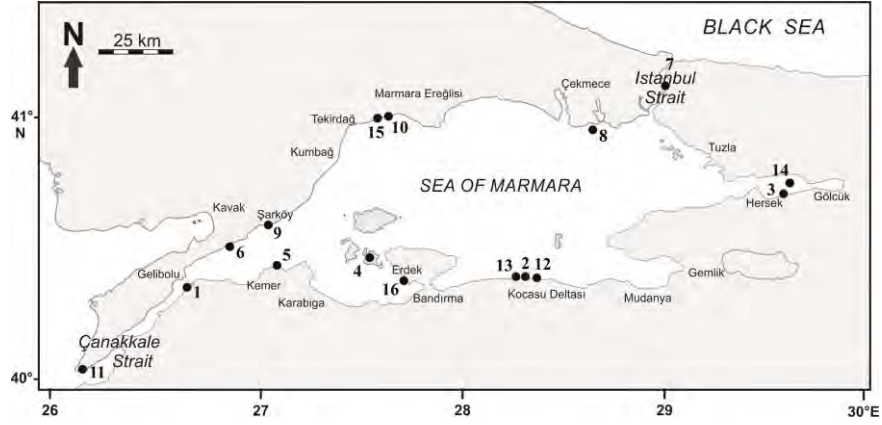 BLACK SEA
N
25 km
7
Istanbul
Strait
Çekmece
Marmara Ereğlisi
41°
N
Tekirdağ
15 10
8
Kumbağ
Tuzla
SEA OF MARMARA
14
3
Hersek
Gölcük
Kavak
Şarköy
9
6
5
4
Erdek
13 2 12
Gemlik
Gelibolu
1
Kemer
16
Karabiga
Bandırma
Kocasu Deltası
Mudanya
Çanakkale
Strait
11
40°
26 27 28 29 30°E